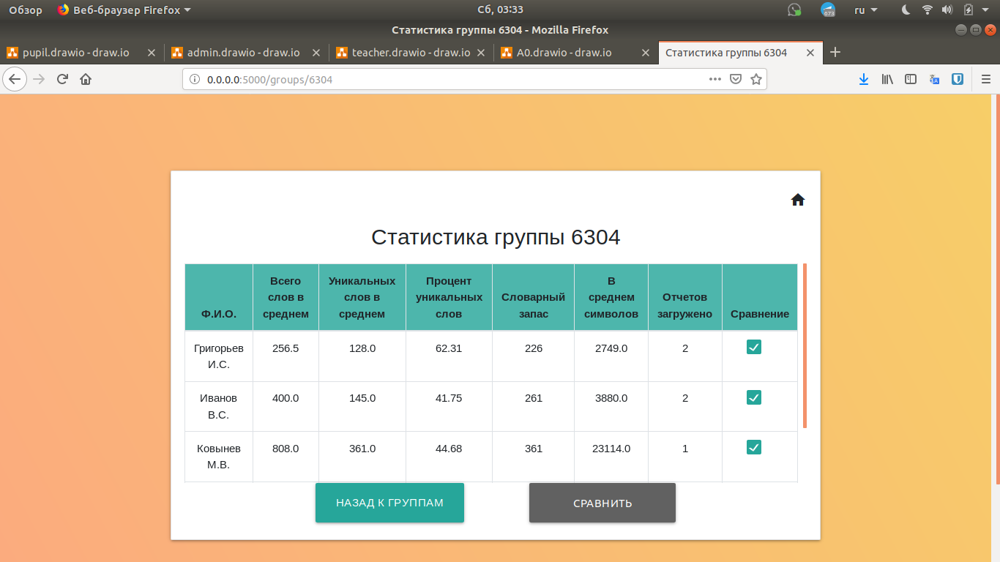 Обзор Веб-браузер Firefox Сб, 03:33 673 ru
Статистика группы 6304 - Mozilla Firefox
pupil.drawio - draw.io admin.drawio - draw.io teacher.drawio - draw.io A0.drawio - draw.io Статистика группы 6304
0.0.0.0:5000/groups/6304
Статистика группы 6304
Ф.И.О. Всего слов в среднем Уникальных слов в среднем Процент уникальных слов Словарный запас В среднем символов Отчетов загружено Сравнение
Григорьев И.С. 256.5 128.0 62.31 226 2749.0 2
Иванов В.С. 400.0 145.0 41.75 261 3880.0 2
Ковынев М.В. 808.0 361.0 44.68 361 23114.0 1
НАЗАД К ГРУППАМ СРАВНИТЬ